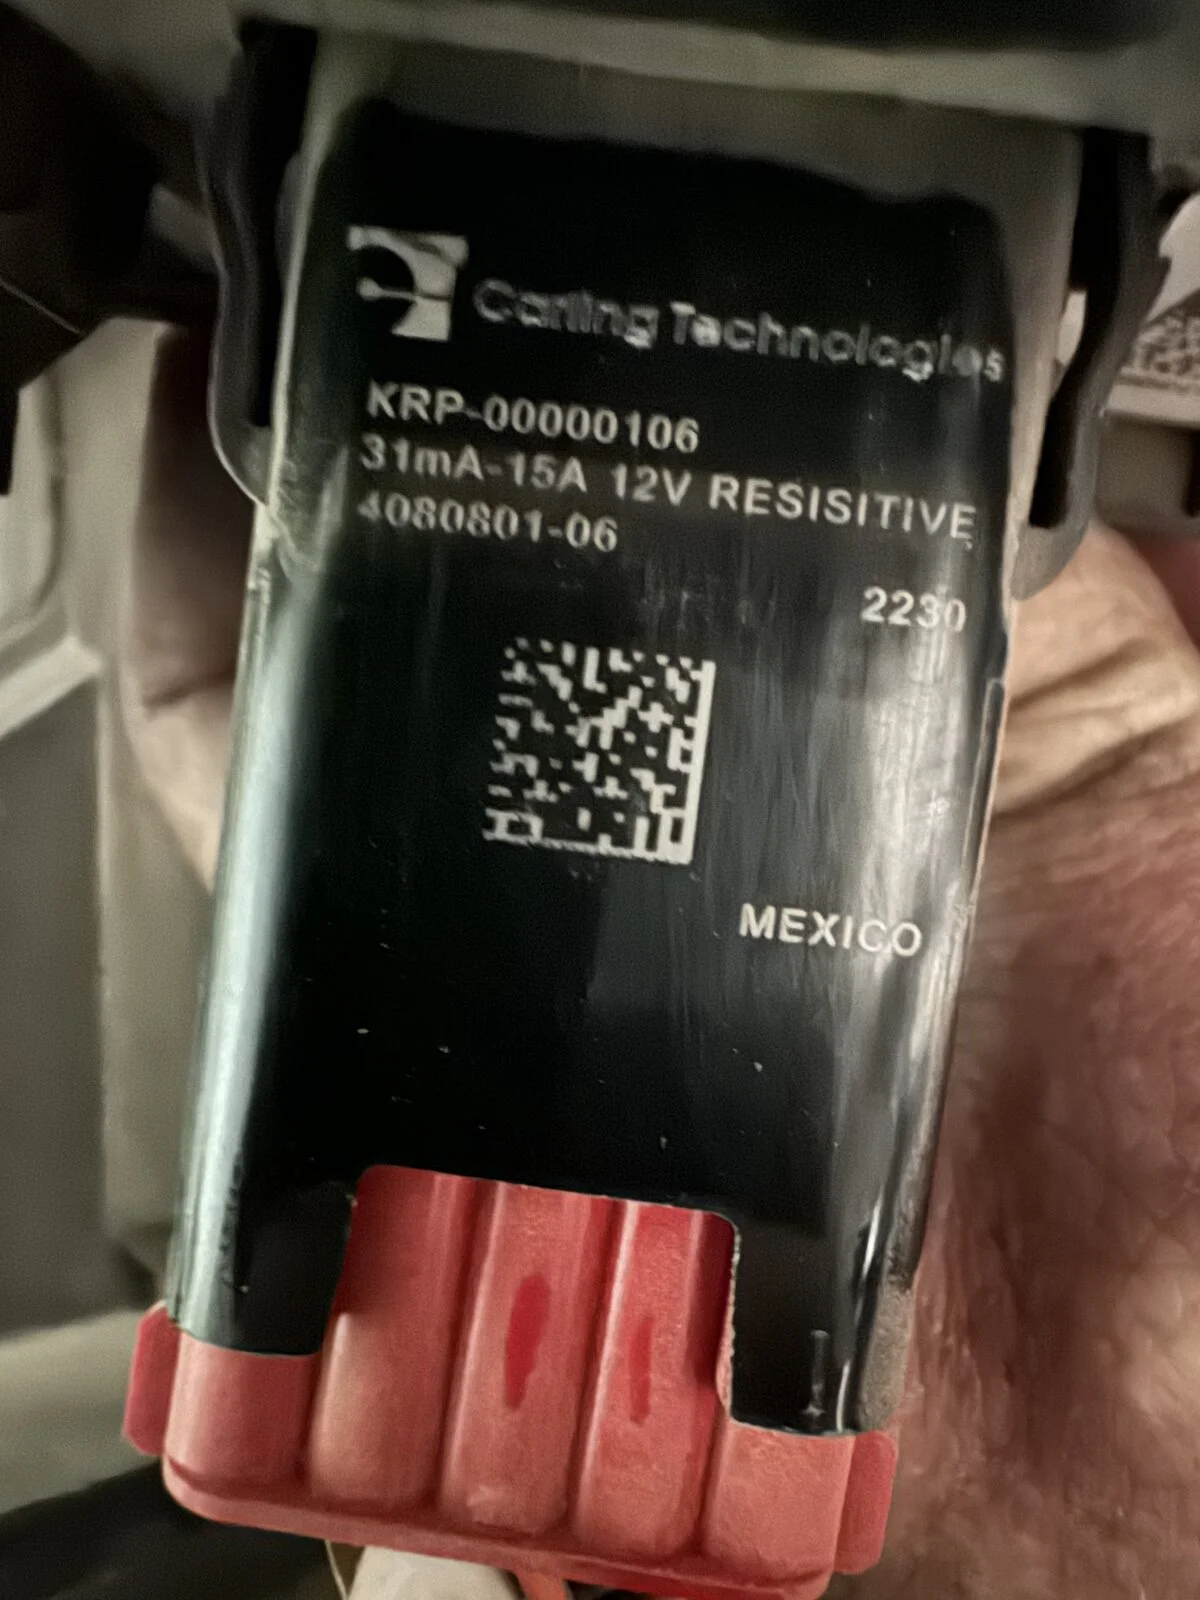 Carling Technologies
KRP-00000106
31mA-15A 12V RESISITIVE
4080801-06
2230
MEXICO